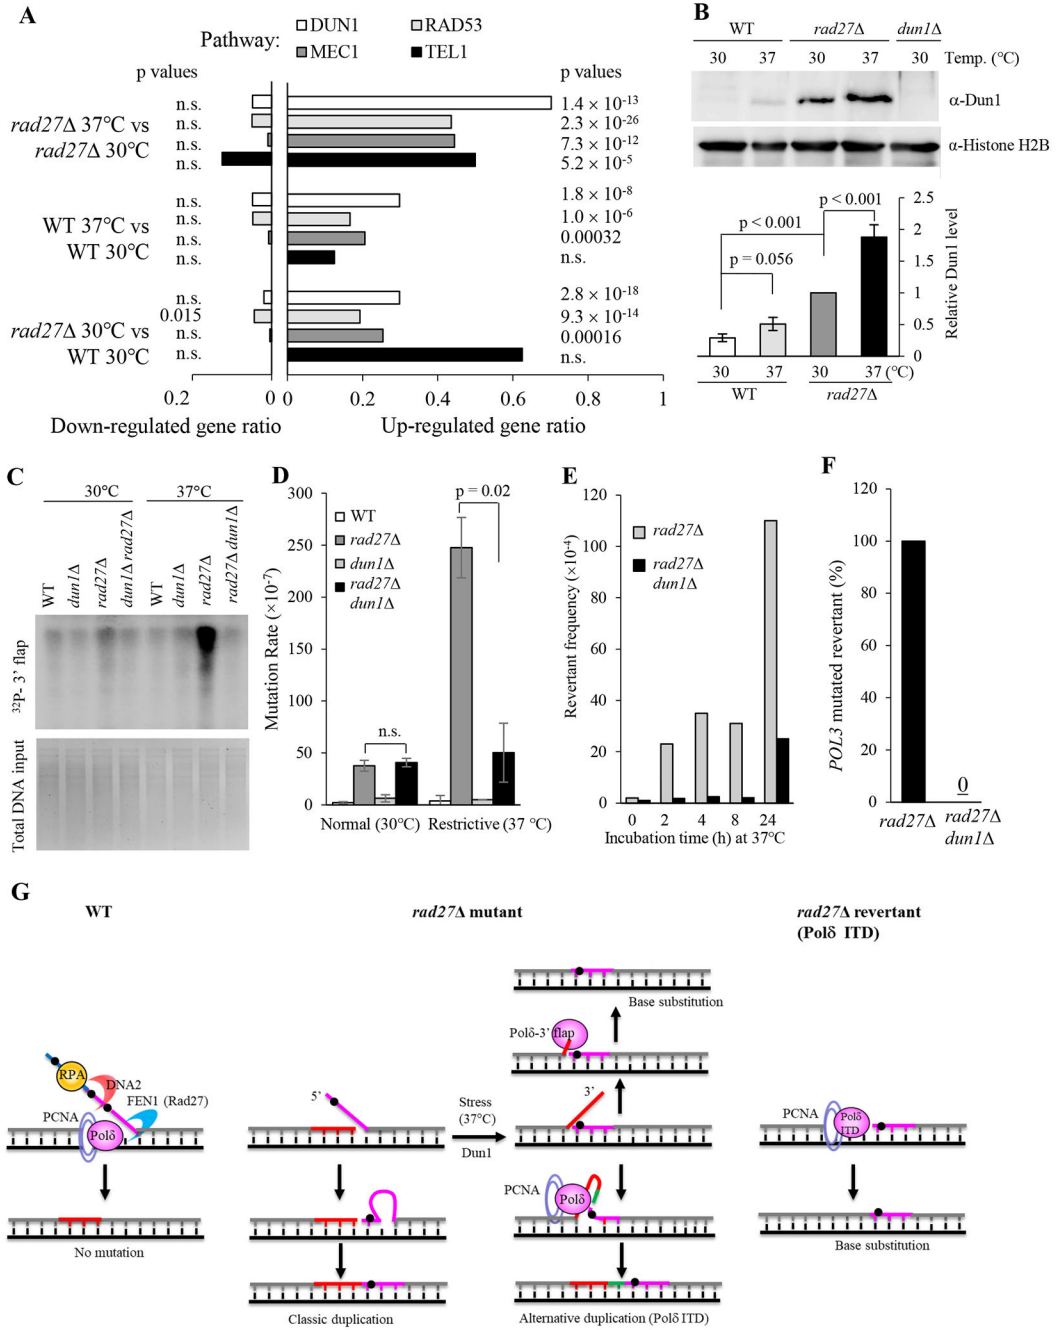 A
Pathway:
DUN1
RAD53
MEC1
TEL1
p values
p values
rad27Δ 37°C vs
rad27Δ 30°C
n.s.
n.s.
n.s.
n.s.
1.4 × 10-13
2.3 × 10-26
7.3 × 10-12
5.2 × 10-5
WT 37°C vs
WT 30°C
n.s.
n.s.
n.s.
n.s.
1.8 × 10-8
1.0 × 10-6
0.00032
n.s.
rad27Δ 30°C vs
WT 30°C
n.s.
0.015
n.s.
n.s.
2.8 × 10-18
9.3 × 10-14
0.00016
n.s.
0.2 0 0 0.2 0.4 0.6 0.8 1
Down-regulated gene ratio
Up-regulated gene ratio
B
WT rad27Δ dun1Δ
30 37 30 37 30 Temp. (°C)
α-Dun1
α-Histone H2B
p < 0.001
p < 0.001
p = 0.056
2.5
2
1.5
1
0.5
0
Relative Dun1 level
30 37 30 37 (°C)
WT rad27Δ
C
30°C 37°C
WT
dun1Δ
rad27Δ
dun1Δ rad27Δ
WT
dun1Δ
rad27Δ
rad27Δ dun1Δ
32P- 3’ flap
Total DNA input
D
300
250
200
150
100
50
0
Mutation Rate (×10-7)
WT
rad27Δ
dun1Δ
rad27Δ
dun1Δ
p = 0.02
n.s.
Normal (30°C) Restrictive (37 °C)
E
120
100
80
60
40
20
0
Revertant frequency (×10-4)
rad27Δ
rad27Δ
dun1Δ
0 2 4 8 24
Incubation time (h) at 37°C
F
120
100
80
60
40
20
0
POL3 mutated revertant (%)
0
rad27Δ
rad27Δ
dun1Δ
G
WT
rad27Δ mutant
rad27Δ revertant
(Polδ ITD)
RPA
DNA2
FEN1 (Rad27)
PCNA
Polδ
No mutation
5’
Classic duplication
Stress
(37°C)
Dun1
Base substitution
Polδ-3’ flap
3’
PCNA
Polδ
Alternative duplication (Polδ ITD)
PCNA
Polδ
ITD
Base substitution